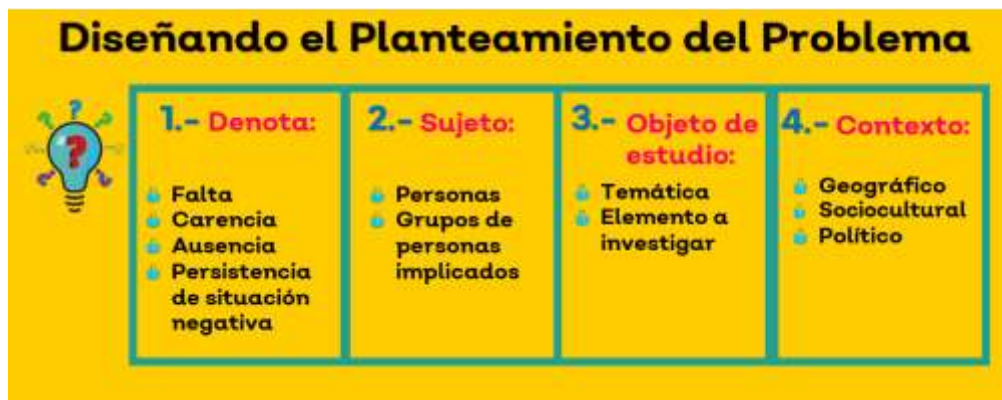 Diseñando el Planteamiento del Problema
1.- Denota:
Falta
Carencia
Ausencia
Persistencia
de situación
negativa
2.- Sujeto:
Personas
Grupos de
personas
implicados
3.- Objeto de
estudio:
Temática
Elemento a
investigar
4.- Contexto:
Geográfico
Sociocultural
Político